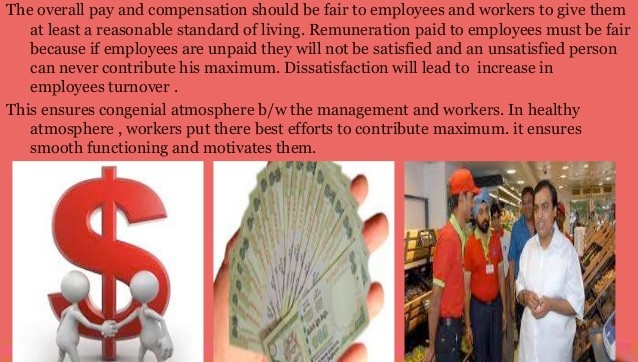 The overall pay and compensation should be fair to employees and workers to give them
at least a reasonable standard of living. Remuneration paid to employees must be fair
because if employees are unpaid they will not be satisfied and an unsatisfied person
can never contribute his maximum. Dissatisfaction will lead to increase in
employees turnover .
This ensures congenial atmosphere b/w the management and workers. In healthy
atmosphere , workers put there best efforts to contribute maximum. it ensures
smooth functioning and motivates them.